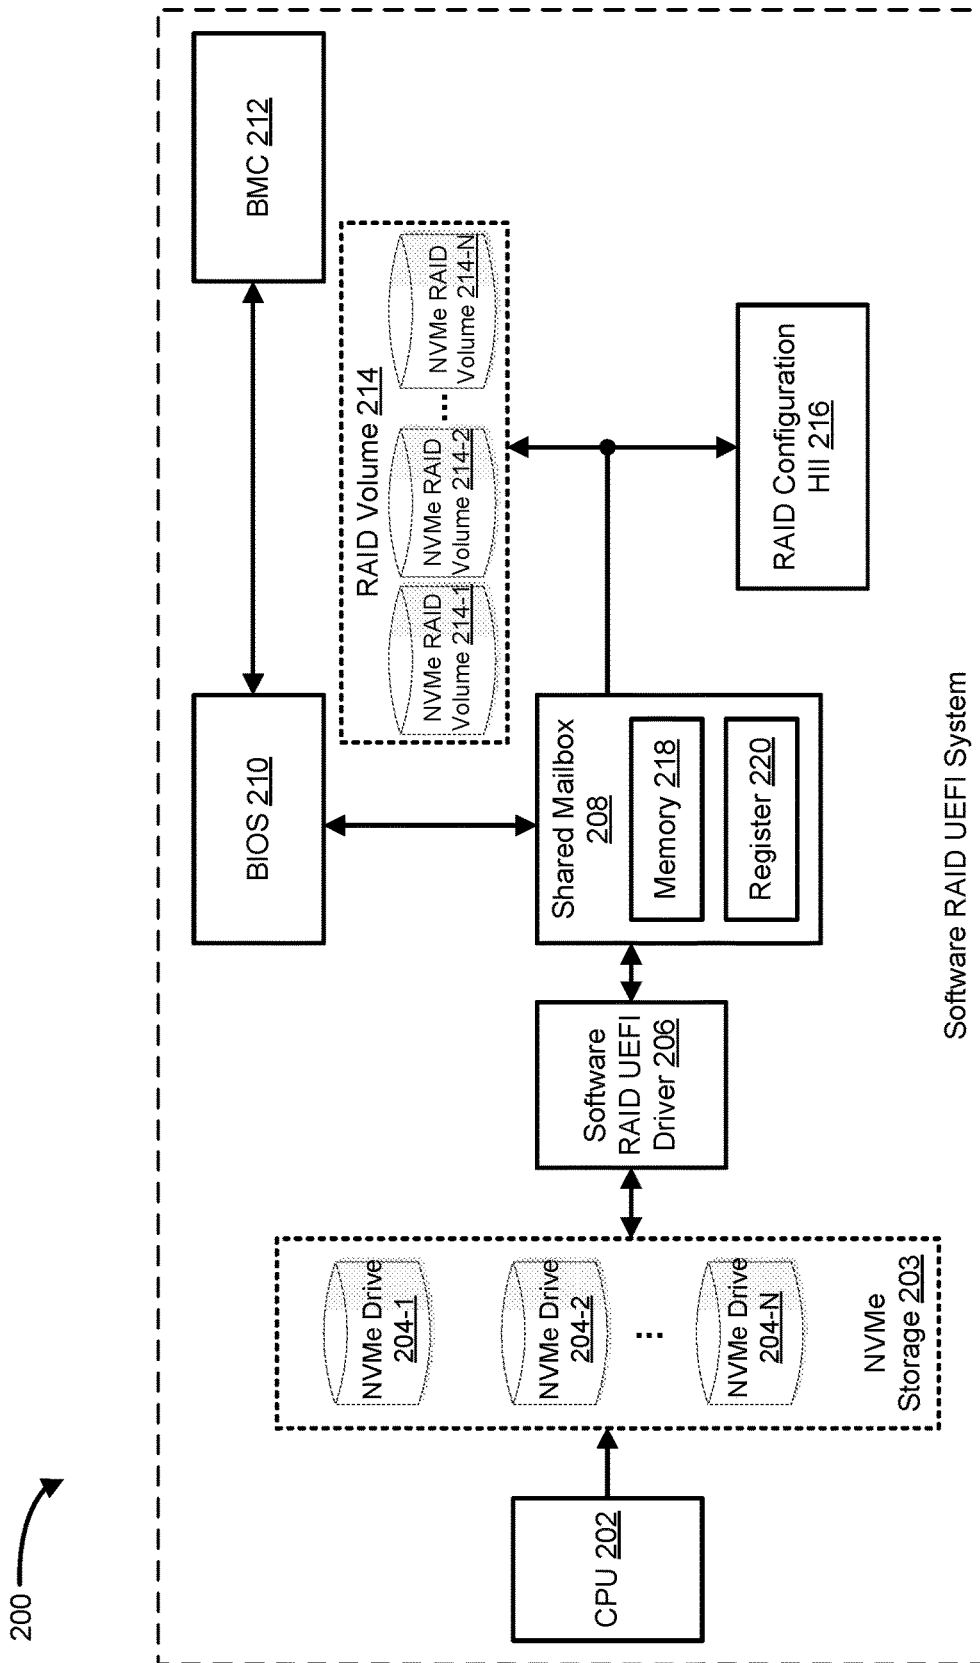 200
CPU 202
NVMe Drive
204-1
NVMe Drive
204-2
...
NVMe Drive
204-N
NVMe
Storage 203
Software
RAID UEFI
Driver 206
BIOS 210
Shared Mailbox
208
Memory 218
Register 220
BMC 212
RAID Volume 214
NVMe RAID
Volume 214-1
NVMe RAID
Volume 214-2
...
NVMe RAID
Volume 214-N
RAID Configuration
HII 216
Software RAID UEFI System